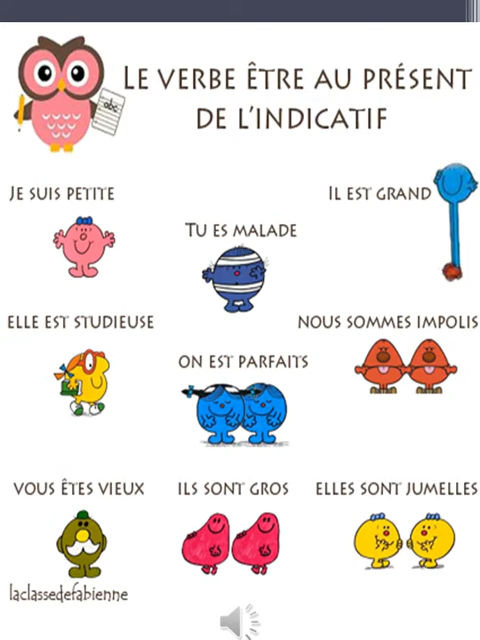 Le verbe être au présent
de l'indicatif
abc
Je suis petite
Il est grand
Tu es malade
Elle est studieuse
Nous sommes impolis
On est parfaits
Vous êtes vieux
Ils sont gros
Elles sont jumelles
laclassedefabienne